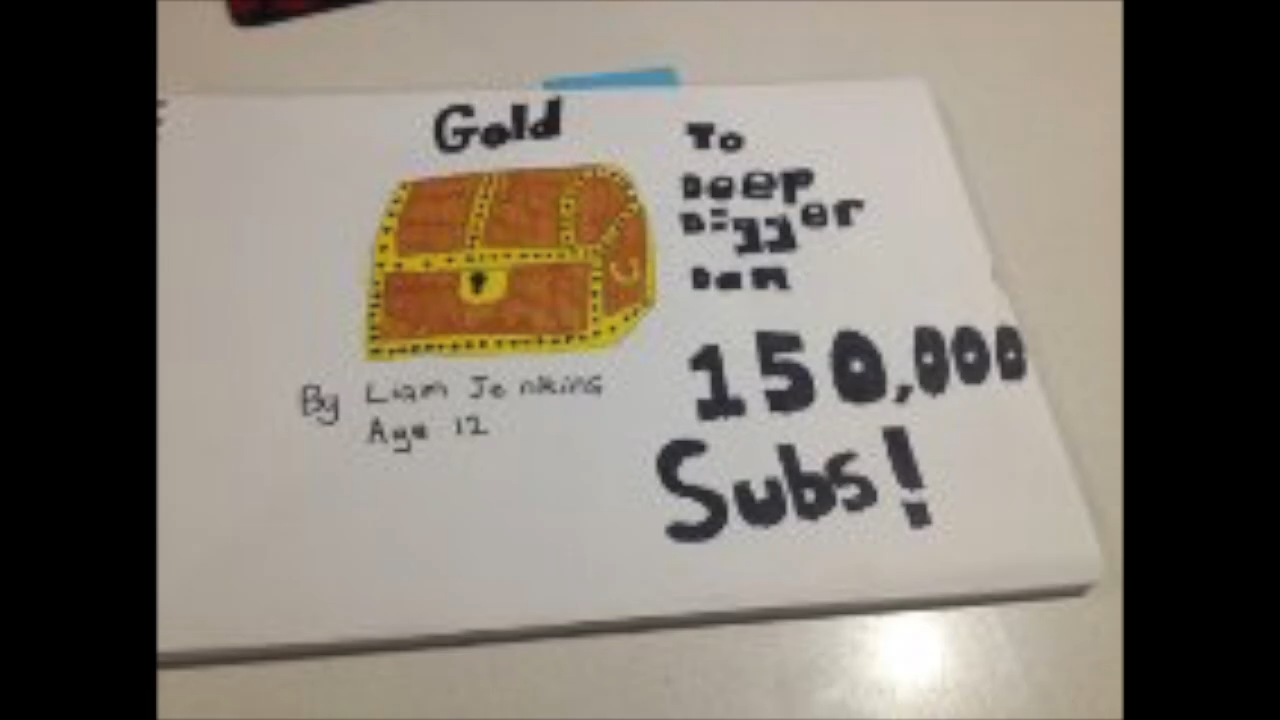 Gold
By Liam Jenkins
Age 12
To
Deep
Digger
Dan
150,000
Subs!